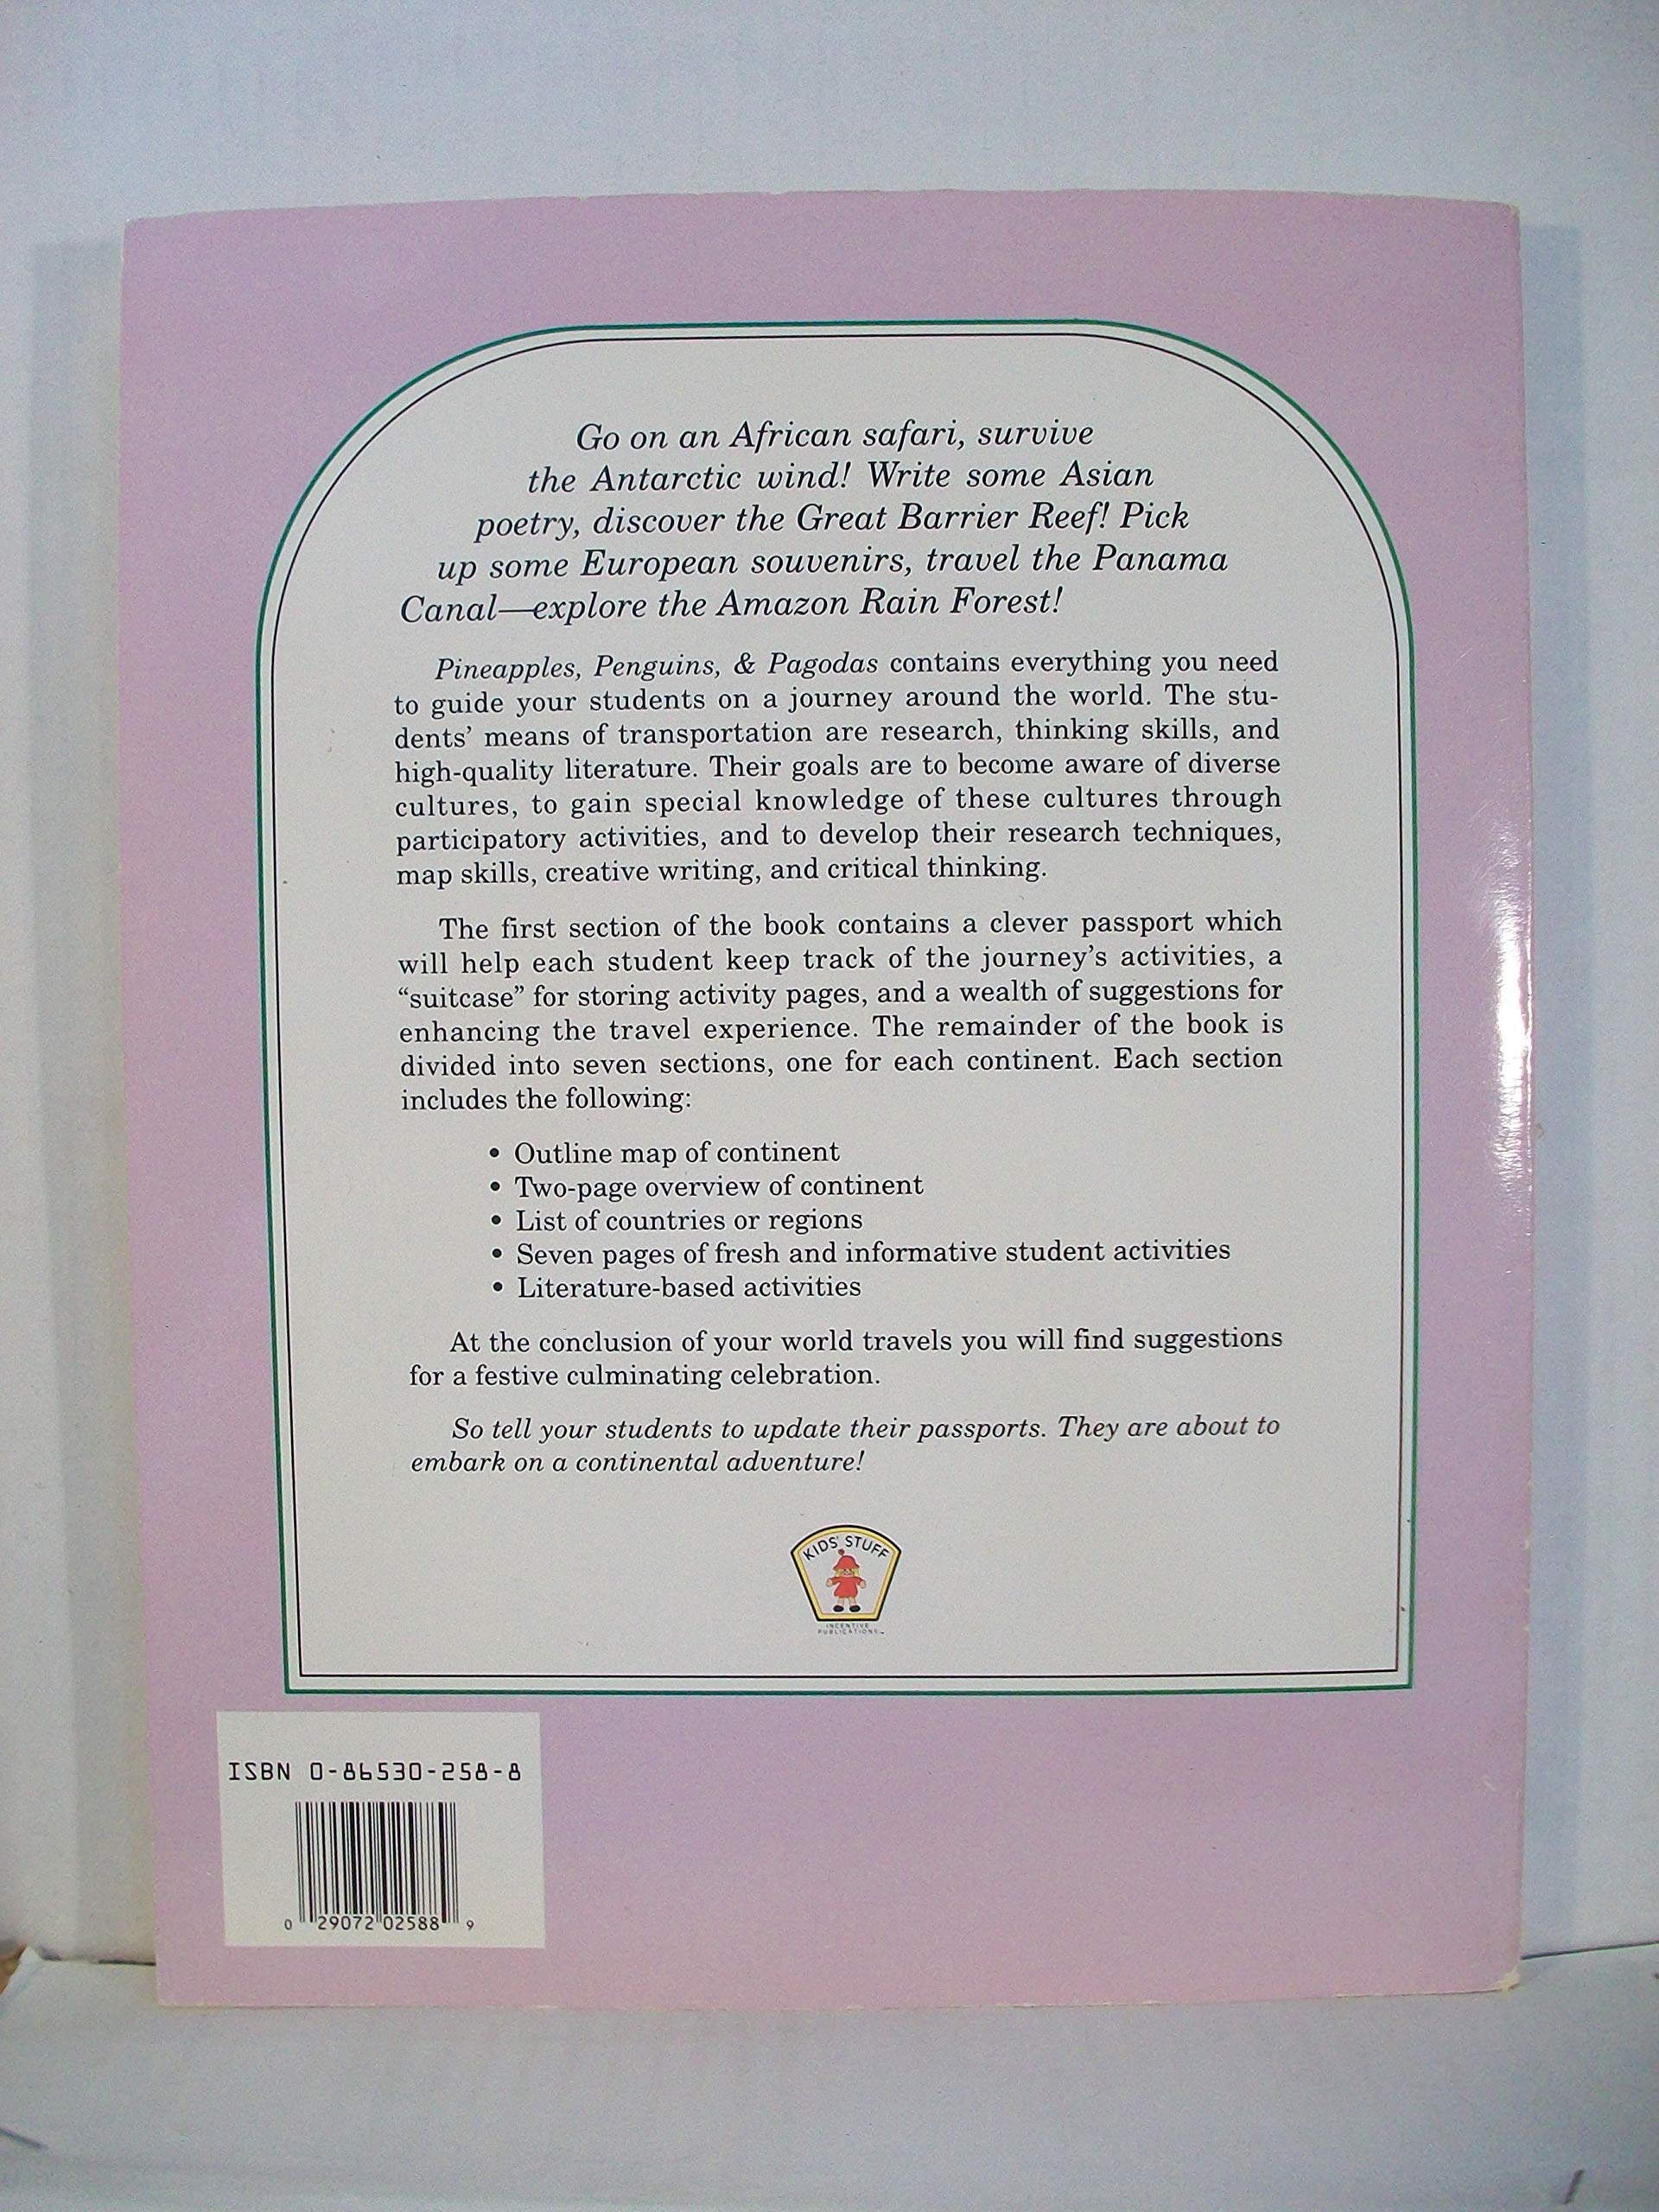 Go on an African safari, survive
the Antarctic wind! Write some Asian
poetry, discover the Great Barrier Reef! Pick
up some European souvenirs, travel the Panama
Canal—explore the Amazon Rain Forest!
Pineapples, Penguins, & Pagodas contains everything you need
to guide your students on a journey around the world. The stu-
dents’ means of transportation are research, thinking skills, and
high-quality literature. Their goals are to become aware of diverse
cultures, to gain special knowledge of these cultures through
participatory activities, and to develop their research techniques,
map skills, creative writing, and critical thinking.
The first section of the book contains a clever passport which
will help each student keep track of the journey’s activities, a
“suitcase” for storing activity pages, and a wealth of suggestions for
enhancing the travel experience. The remainder of the book is
divided into seven sections, one for each continent. Each section
includes the following:
• Outline map of continent
• Two-page overview of continent
• List of countries or regions
• Seven pages of fresh and informative student activities
• Literature-based activities
At the conclusion of your world travels you will find suggestions
for a festive culminating celebration.
So tell your students to update their passports. They are about to
embark on a continental adventure!
KIDS' STUFF
INCENTIVE
PUBLICATIONS™
ISBN 0-86530-258-8
0 29072 02588 9